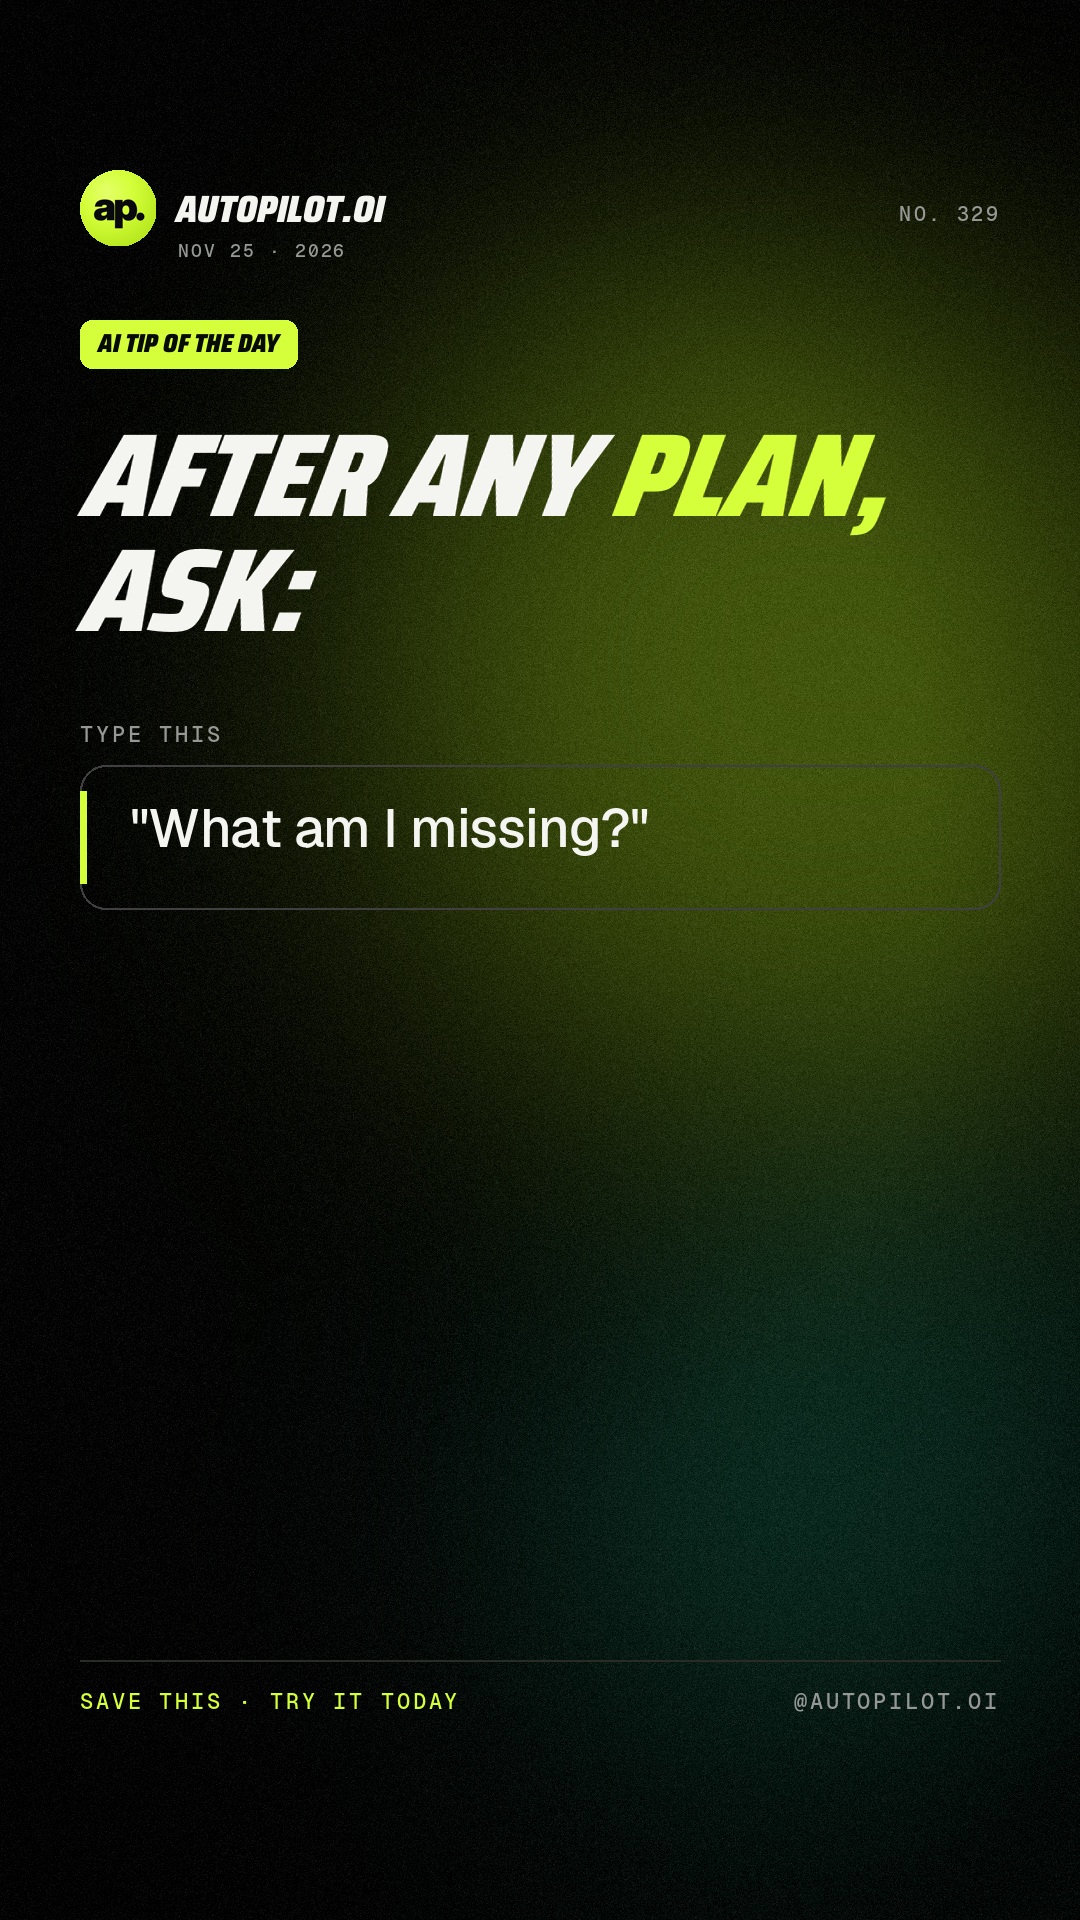 ap.
AUTOPILOT.OI
NOV 25 · 2026
NO. 329
AI TIP OF THE DAY
AFTER ANY PLAN,
ASK:
TYPE THIS
"What am I missing?"
SAVE THIS · TRY IT TODAY
@AUTOPILOT.OI